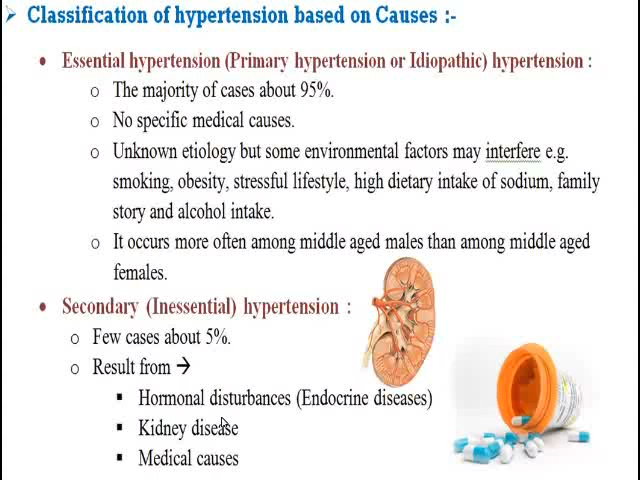 Classification of hypertension based on Causes :-
• Essential hypertension (Primary hypertension or Idiopathic) hypertension :
o The majority of cases about 95%.
o No specific medical causes.
o Unknown etiology but some environmental factors may interfere e.g.
smoking, obesity, stressful lifestyle, high dietary intake of sodium, family
story and alcohol intake.
o It occurs more often among middle aged males than among middle aged
females.
• Secondary (Inessential) hypertension :
o Few cases about 5%.
o Result from →
▪ Hormonal disturbances (Endocrine diseases)
▪ Kidney disease
▪ Medical causes